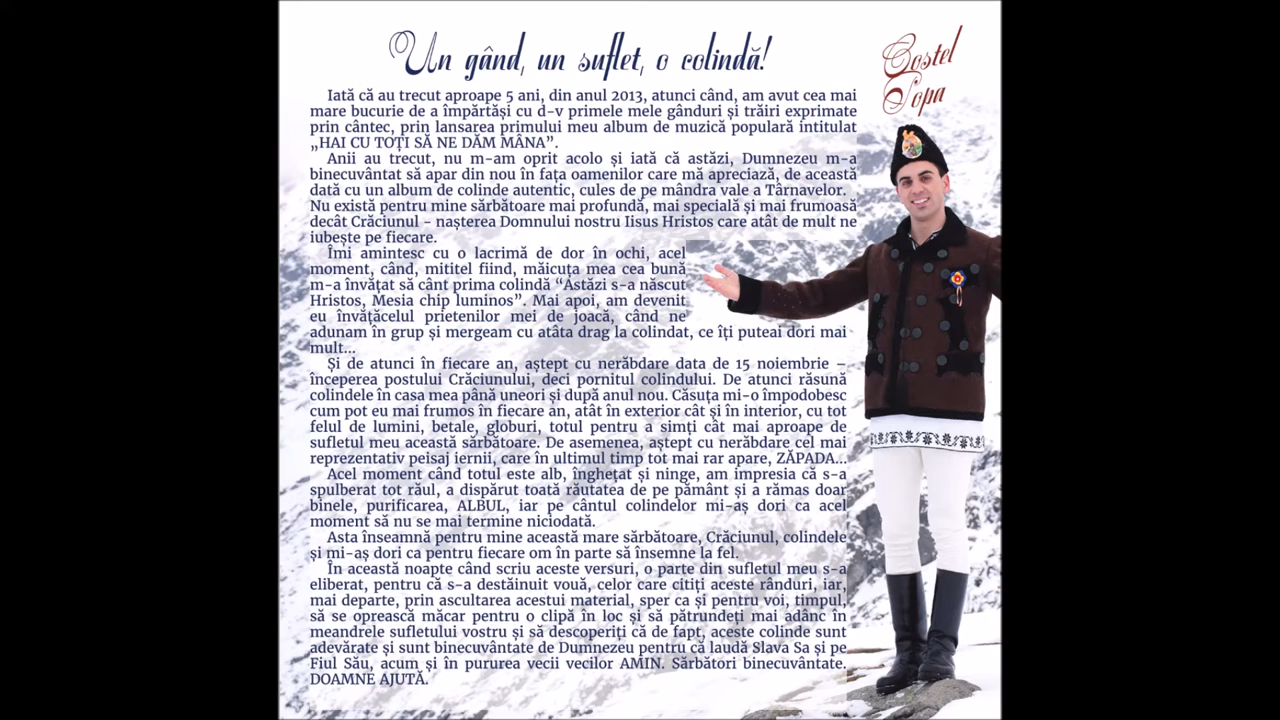 Un gând, un suflet, o colindă!
Costel
Popa
Iată că au trecut aproape 5 ani, din anul 2013, atunci când, am avut cea mai
mare bucurie de a împărtăși cu d-v primele mele gânduri și trăiri exprimate
prin cântec, prin lansarea primului meu album de muzică populară intitulat
„HAI CU TOȚI SĂ NE DĂM MÂNA”.
Anii au trecut, nu m-am oprit acolo și iată că astăzi, Dumnezeu m-a
binecuvântat să apar din nou în fața oamenilor care mă apreciază, de această
dată cu un album de colinde autentic, cules de pe mândra vale a Târnavelor.
Nu există pentru mine sărbătoare mai profundă, mai specială și mai frumoasă
decât Crăciunul - nașterea Domnului nostru Iisus Hristos care atât de mult ne
iubește pe fiecare.
Îmi amintesc cu o lacrimă de dor în ochi, acel
moment, când, mititel fiind, măicuța mea cea bună
m-a învățat să cânt prima colindă “Astăzi s-a născut
Hristos, Mesia chip luminos”. Mai apoi, am devenit
eu învățăcelul prietenilor mei de joacă, când ne
adunam în grup și mergeam cu atâta drag la colindat, ce îți puteai dori mai
mult...
Și de atunci în fiecare an, aștept cu nerăbdare data de 15 noiembrie –
începerea postului Crăciunului, deci pornitul colindului. De atunci răsună
colindele în casa mea până uneori și după anul nou. Căsuța mi-o împodobesc
cum pot eu mai frumos în fiecare an, atât în exterior cât și în interior, cu tot
felul de lumini, betale, globuri, totul pentru a simți cât mai aproape de
sufletul meu această sărbătoare. De asemenea, aștept cu nerăbdare cel mai
reprezentativ peisaj iernii, care în ultimul timp tot mai rar apare, ZĂPADA...
Acel moment când totul este alb, înghețat și ninge, am impresia că s-a
spulberat tot răul, a dispărut toată răutatea de pe pământ și a rămas doar
binele, purificarea, ALBUL, iar pe cântul colindelor mi-aș dori ca acel
moment să nu se mai termine niciodată.
Asta înseamnă pentru mine această mare sărbătoare, Crăciunul, colindele
și mi-aș dori ca pentru fiecare om în parte să însemne la fel.
În această noapte când scriu aceste versuri, o parte din sufletul meu s-a
eliberat, pentru că s-a destăinuit vouă, celor care citiți aceste rânduri, iar,
mai departe, prin ascultarea acestui material, sper ca și pentru voi, timpul,
să se oprească măcar pentru o clipă în loc și să pătrundeți mai adânc în
meandrele sufletului vostru și să descoperiți că de fapt, aceste colinde sunt
adevărate și sunt binecuvântate de Dumnezeu pentru că laudă Slava Sa și pe
Fiul Său, acum și în pururea vecii vecilor AMIN. Sărbători binecuvântate.
DOAMNE AJUTĂ.